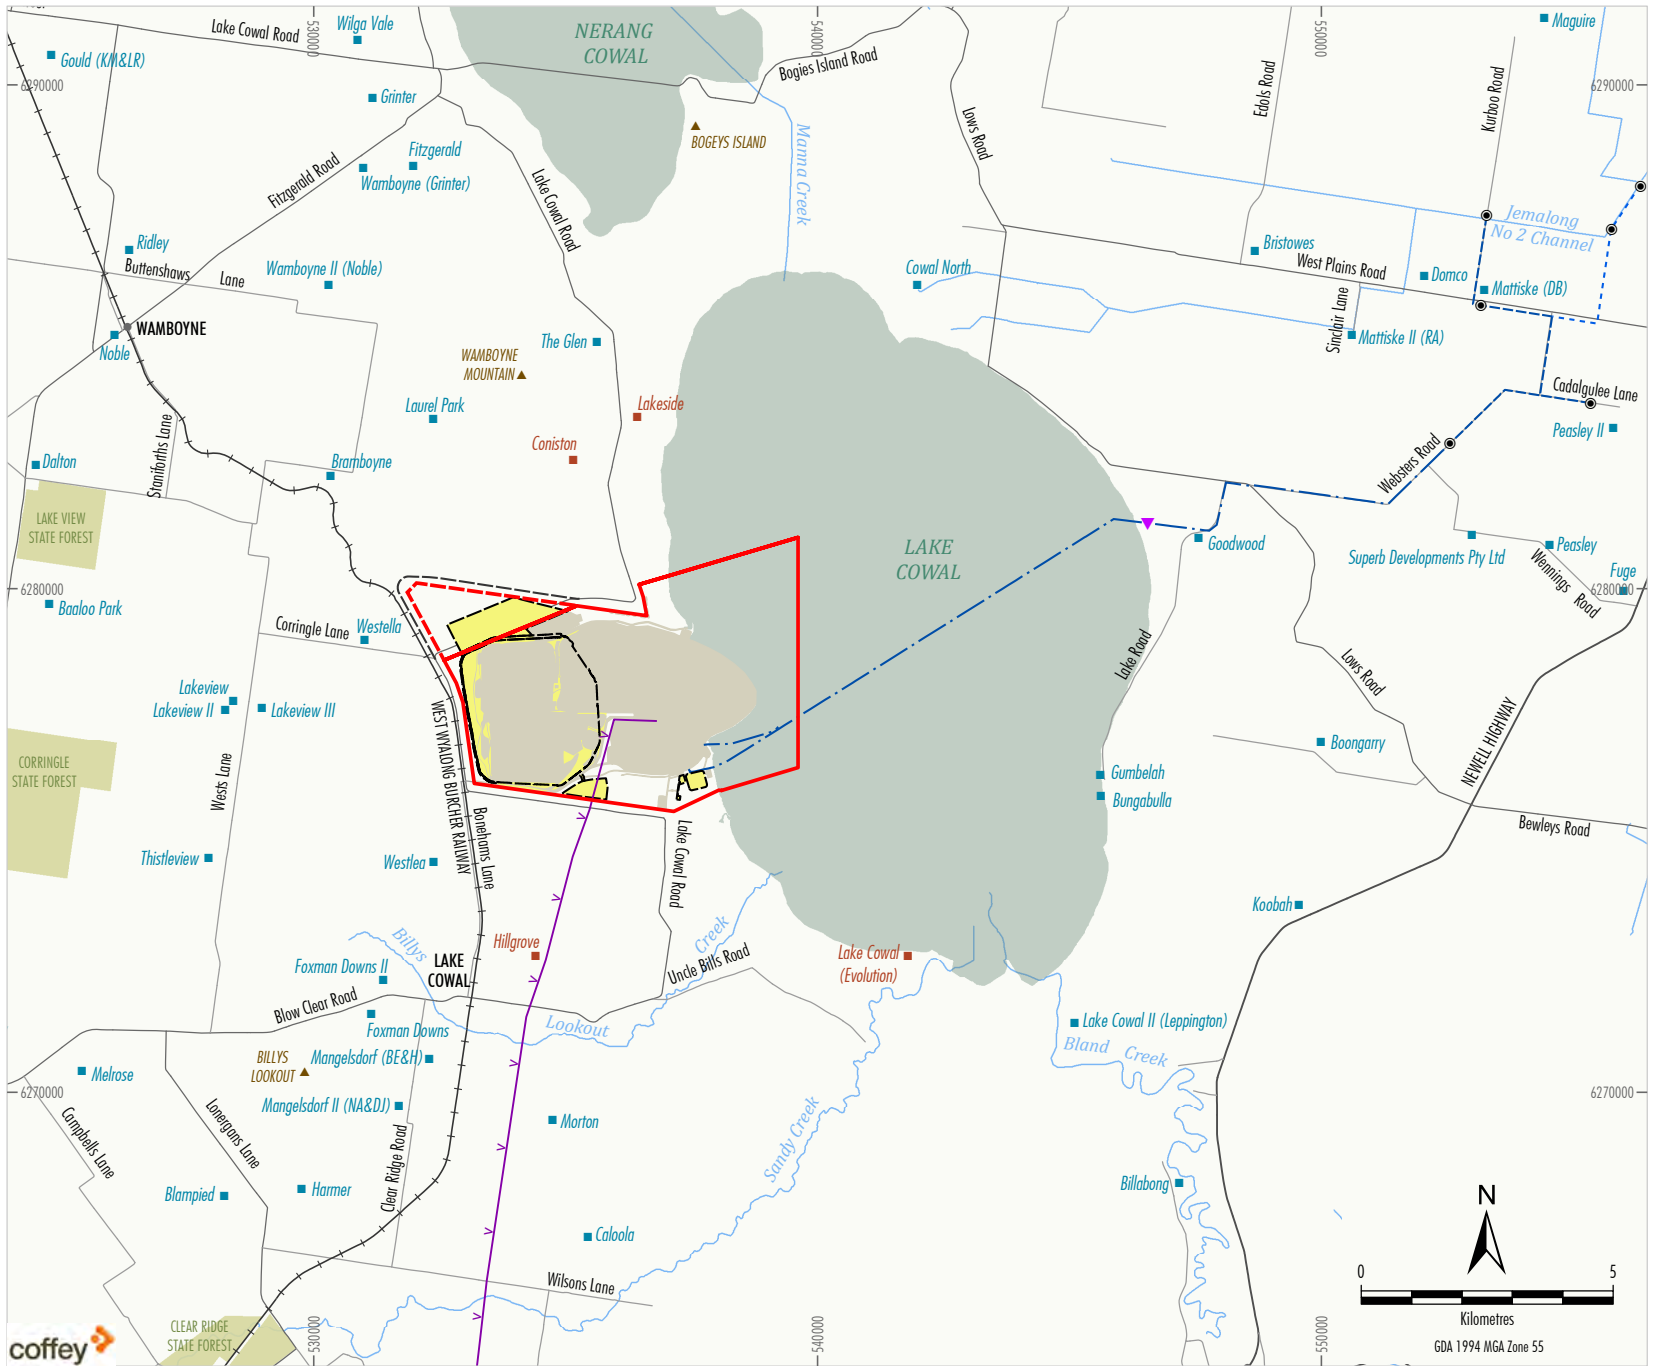 Lake Cowal Road
Wilga Vale
530000
NERANG
COWAL
540000
Bogies Island Road
550000
Maguire
Gould (KM&LR)
6290000
Grinter
Edols Road
Kurboo Road
6290000
Lows Road
BOGEYS ISLAND
Manna Creek
Fitzgerald
Fitzgerald Road
Wamboyne (Grinter)
Lake Cowal Road
Jemalong
No 2 Channel
Ridley
Bristowes
Buttenshaws
Lane
Wamboyne II (Noble)
Cowal North
West Plains Road
Domco
Mattiske (DB)
Sinclair Lane
WAMBOYNE
Noble
The Glen
Mattiske II (RA)
WAMBOYNE
MOUNTAIN
Laurel Park
Lakeside
Cadalgulee Lane
Coniston
Peasley II
Staniforths Lane
Dalton
Bramboyne
Websters Road
LAKE VIEW
STATE FOREST
LAKE
COWAL
Goodwood
Superb Developments Pty Ltd
Peasley
Wennings Road
Fuge
6280000
6280000
Baaloo Park
Corringle Lane
Westella
Lake Road
Lows Road
Lakeview
Lakeview II
Lakeview III
WEST WYALONG BURCHER RAILWAY
NEWELL HIGHWAY
Boongarry
CORRINGLE
STATE FOREST
Wests Lane
Gumbelah
Bungabulla
Bonehams Lane
Lake Cowal Road
Bewleys Road
Thistleview
Westlea
Koobah
Billys
Creek
Hillgrove
LAKE
COWAL
Uncle Bills Road
Lake Cowal
(Evolution)
Foxman Downs II
Blow Clear Road
Foxman Downs
Lookout
Lake Cowal II (Leppington)
Bland Creek
BILLYS
LOOKOUT
Mangelsdorf (BE&H)
Melrose
6270000
6270000
Mangelsdorf II (NA&DJ)
Campbells Lane
Lonergans Lane
Clear Ridge Road
Morton
Sandy Creek
Blampied
Harmer
Billabong
N
Caloola
Wilsons Lane
0
5
Kilometres
GDA 1994 MGA Zone 55
CLEAR RIDGE
STATE FOREST
530000
540000
550000
coffey